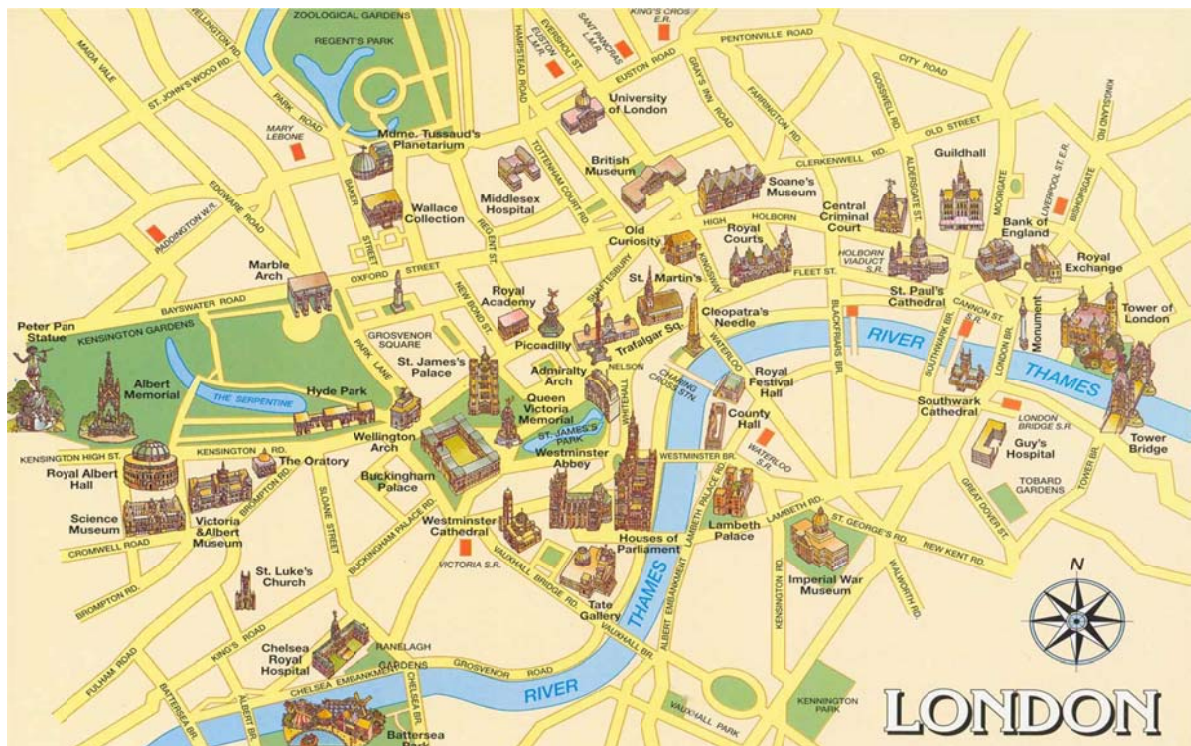 ZOOLOGICAL GARDENS
REGENT'S PARK
WELLINGTON RD.
MAIDA VALE
ST. JOHN'S WOOD RD.
PARK ROAD
HAMPSTEAD ROAD
EVERSHOLT ST.
EUSTON
L.M.R.
SANT PANCRAS
L.M.R.
KING'S CROS
E.R.
EUSTON ROAD
PENTONVILLE ROAD
GRAY'S INN ROAD
FARRINGTON RD.
CITY ROAD
GOSSWELL RD.
OLD STREET
KINGSLAND RD.
MARY
LEBONE
Mdme. Tussaud's
Planetarium
University
of London
TOTTENHAM COURT RD.
British
Museum
CLERKENWELL RD.
ALDERSGATE ST.
Guildhall
MOORGATE
LIVERPOOL ST. E.R.
BISHOPSGATE
EDGWARE ROAD
PADDINGTON W.R.
BAKER
STREET
Wallace
Collection
Middlesex
Hospital
REGENT ST.
Soane's
Museum
HIGH
HOLBORN
Central
Criminal
Court
Bank of
England
Old
Curiosity
Royal
Courts
KINGSWAY
HOLBORN
VIADUCT
S.R.
Royal
Exchange
Marble
Arch
OXFORD
STREET
SHAFTESBURY
St. Martin's
FLEET ST.
St. Paul's
Cathedral
CANNON ST.
S.R.
BAYSWATER ROAD
NEW BOND ST.
Royal
Academy
Piccadilly
Trafalgar Sq.
Cleopatra's
Needle
BLACKFRIARS BR.
Monument
Tower of
London
Peter Pan
Statue
KENSINGTON GARDENS
GROSVENOR
SQUARE
PARK LANE
St. James's
Palace
Admiralty
Arch
NELSON
WATERLOO
RIVER
SOUTHWARK BR.
LONDON BR.
THAMES
Albert
Memorial
THE SERPENTINE
Hyde Park
Queen
Victoria
Memorial
WHITEHALL
CHARING
CROSS STN.
Royal
Festival
Hall
County
Hall
Southwark
Cathedral
LONDON
BRIDGE S.R.
Tower
Bridge
Wellington
Arch
ST. JAMES'S
PARK
Westminster
Abbey
WESTMINSTER BR.
WATERLOO
S.R.
Guy's
Hospital
TOWER BR.
KENSINGTON HIGH ST.
KENSINGTON RD.
The Oratory
Royal Albert
Hall
BROMPTON RD.
Buckingham
Palace
TOBARD
GARDENS
GREAT DOVER ST.
Science
Museum
Victoria
&Albert
Museum
SLOANE STREET
BUCKINGHAM PALACE RD.
Westminster
Cathedral
Houses of
Parliament
LAMBETH PALACE RD.
Lambeth
Palace
LAMBETH RD.
ST. GEORGE'S RD.
NEW KENT RD.
CROMWELL ROAD
VICTORIA S.R.
VAUXHALL BRIDGE RD.
Imperial War
Museum
WALWORTH RD.
N
St. Luke's
Church
Tate
Gallery
THAMES
ALBERT EMBANKMENT
KENSINGTON RD.
BROMPTON RD.
KING'S ROAD
Chelsea
Royal
Hospital
RANELAGH
GARDENS
GROSVENOR ROAD
VAUXHALL BR.
FULHAM ROAD
BATTERSEA BR.
ALBERT BR.
CHELSEA EMBANKMENT
CHELSEA BR.
RIVER
VAUXHALL PARK
KENNINGTON
PARK
Battersea
LONDON